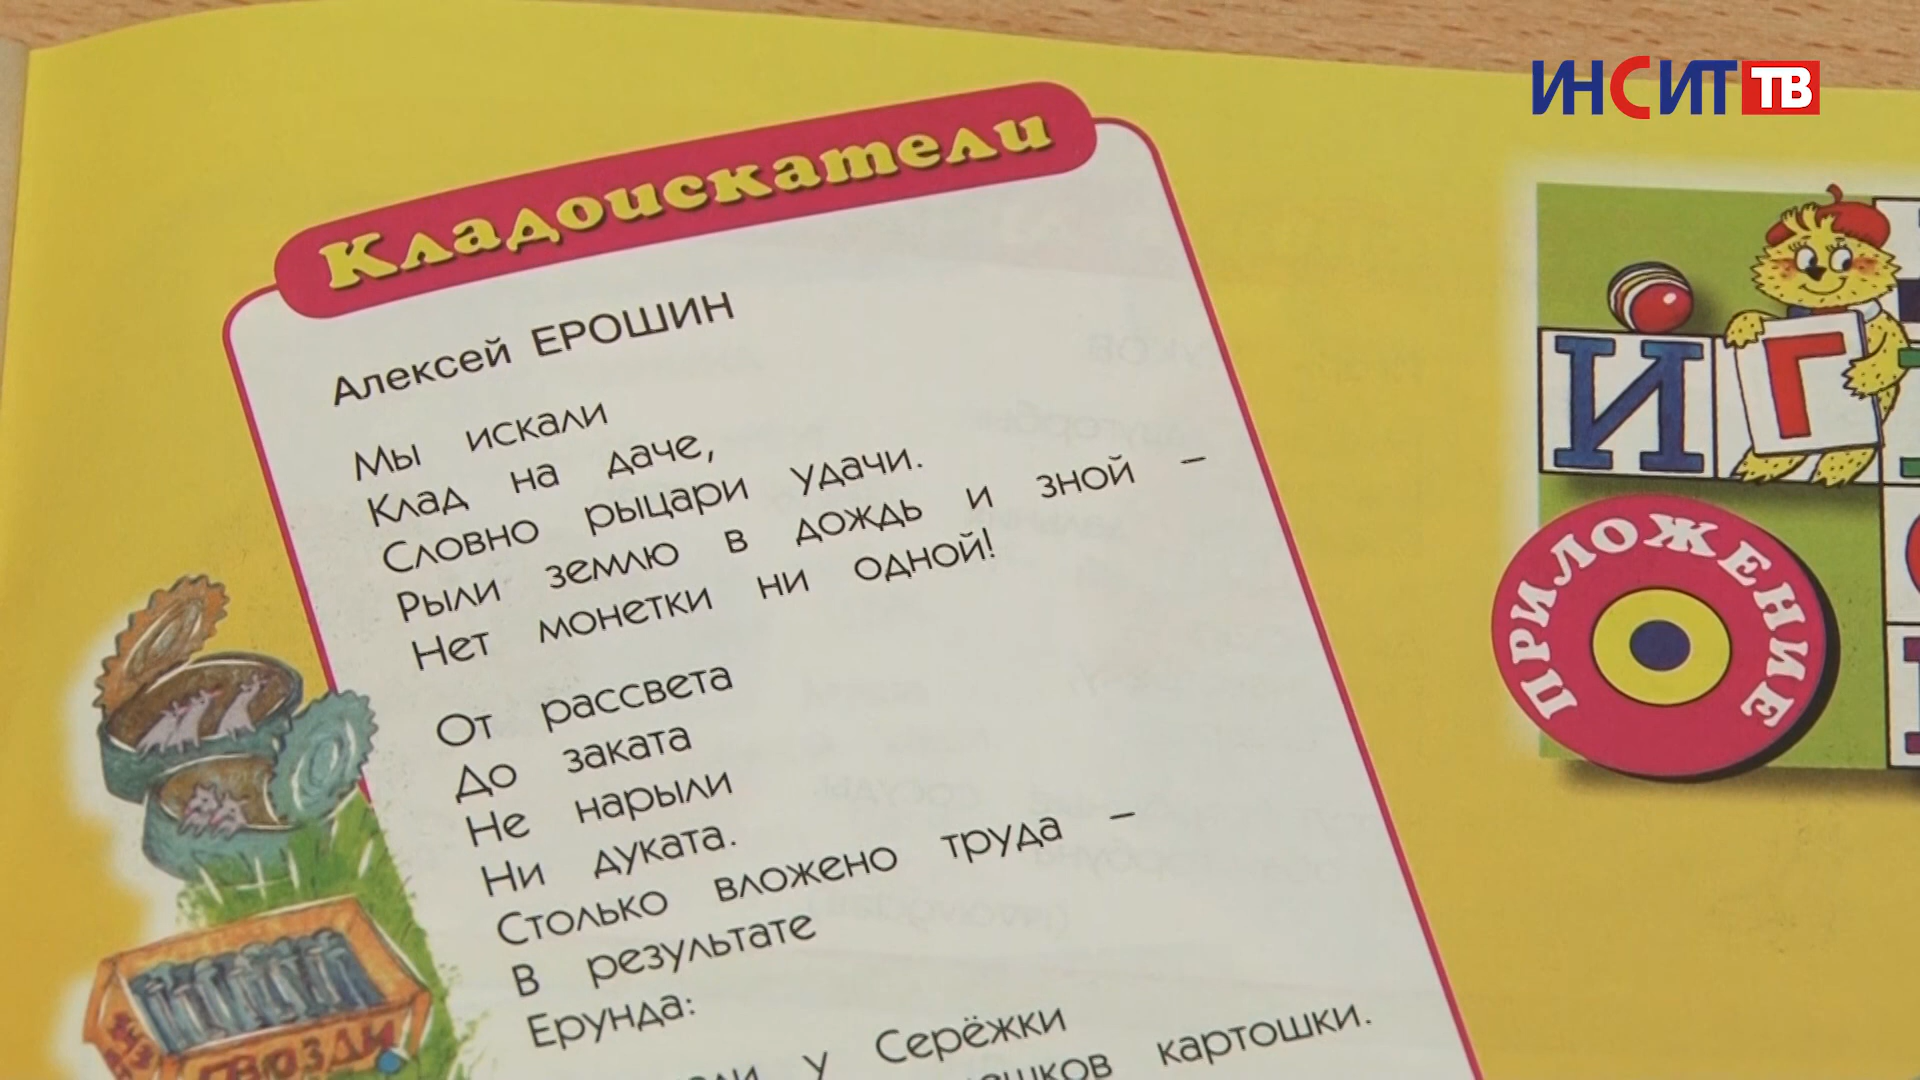 ИНСИТ ТВ
Кладоискатели
Алексей ЕРОШИН
Мы искали
Клад на даче,
Словно рыцари удачи.
Рыли землю в дождь и зной –
Нет монетки ни одной!
От рассвета
До заката
Не нарыли
Ни дуката.
Столько вложено труда –
В результате
Ерунда:
у Серёжки
картошки.
ГВОЗДИ
И Г
ПРИЛОЖЕНИЕ